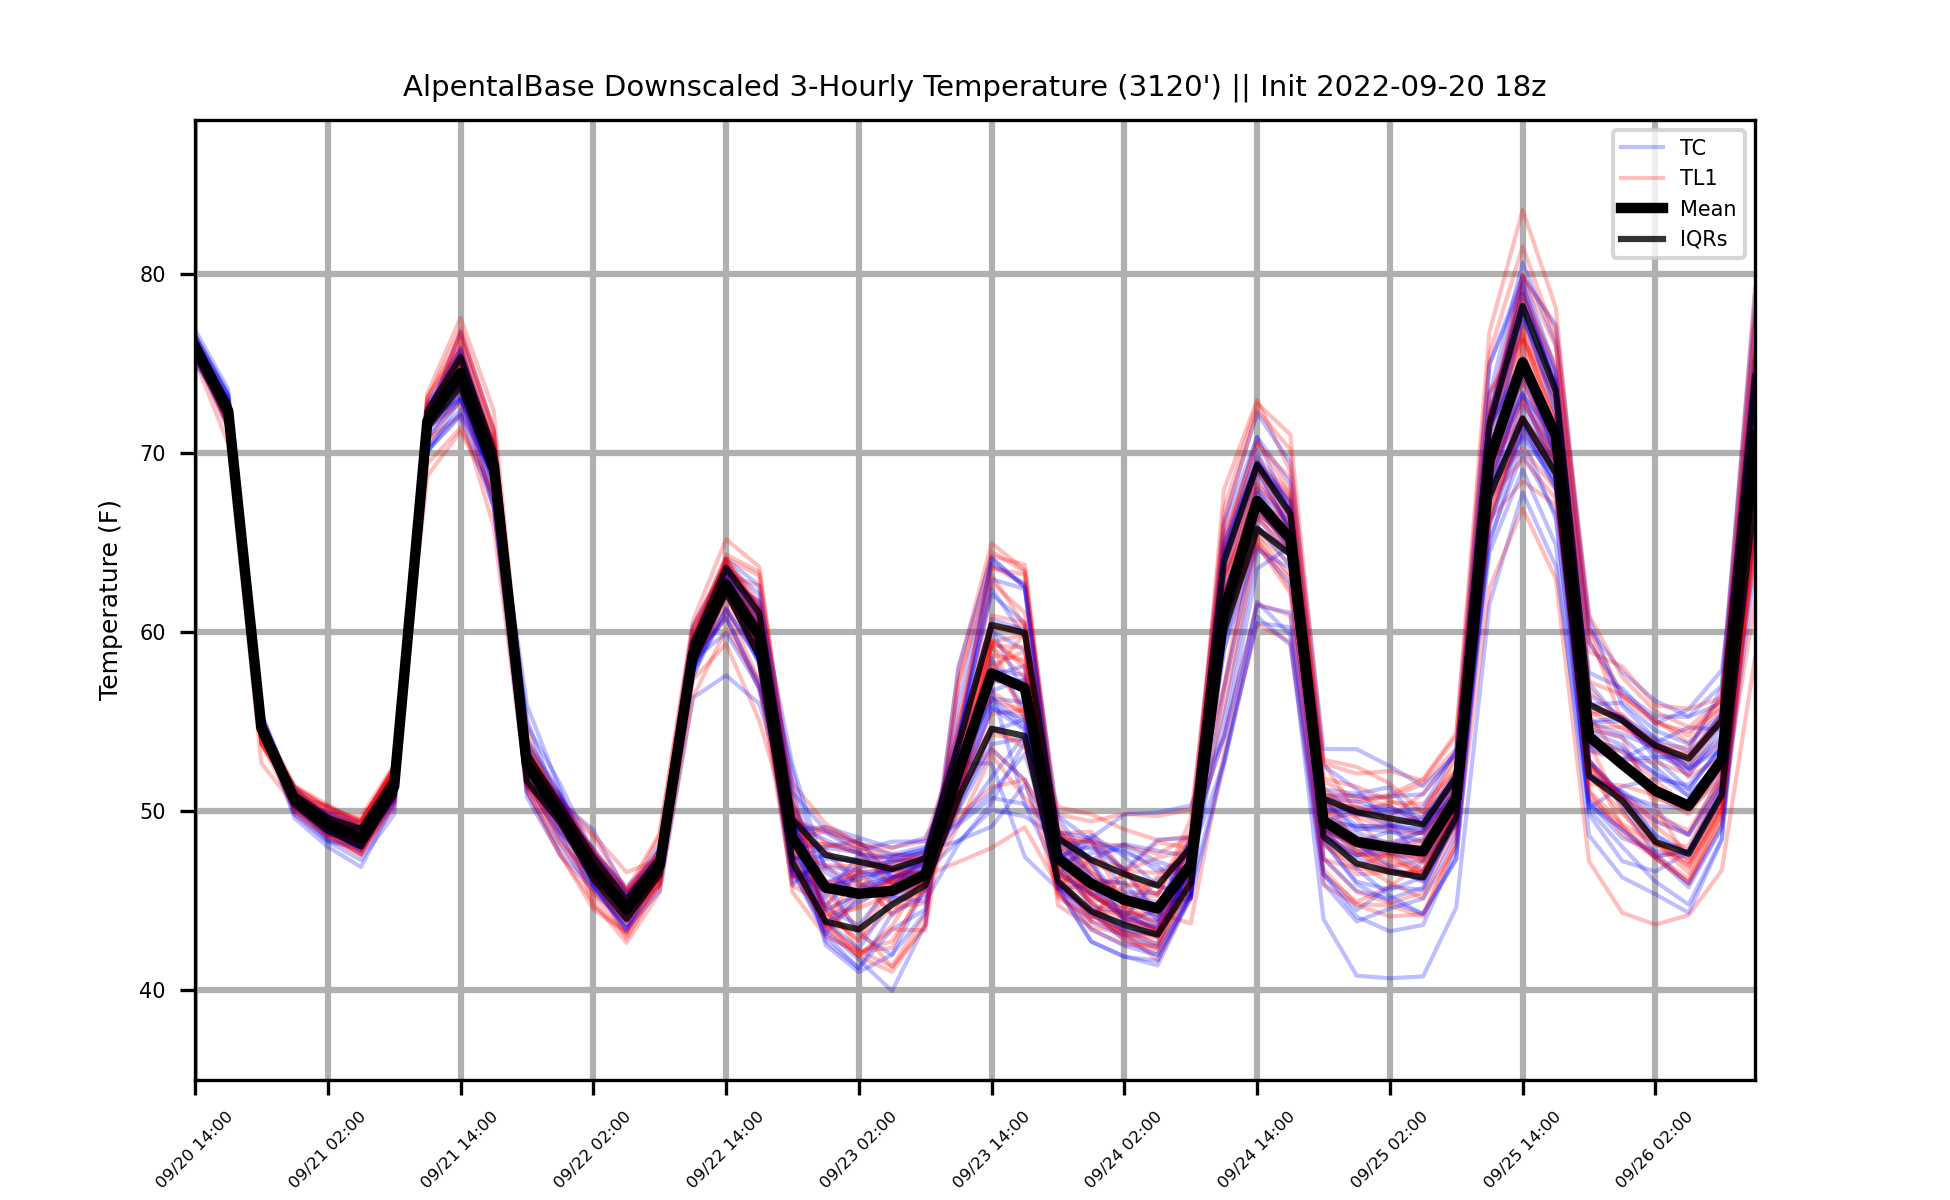 AlpentalBase Downscaled 3-Hourly Temperature (3120') || Init 2022-09-20 18z
TC
TL1
Mean
IQRs
Temperature (F)
80
70
60
50
40
09/20 14:00
09/21 02:00
09/21 14:00
09/22 02:00
09/22 14:00
09/23 02:00
09/23 14:00
09/24 02:00
09/24 14:00
09/25 02:00
09/25 14:00
09/26 02:00